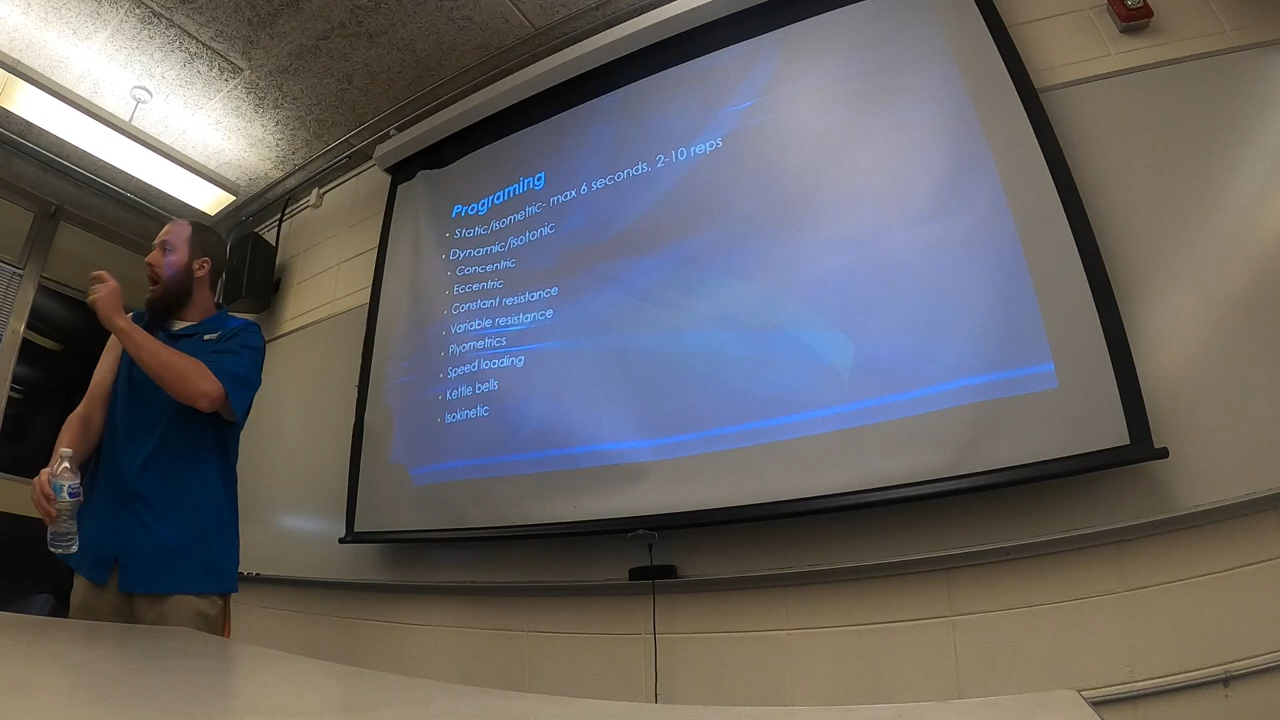 Programing
• Static/isometric- max 6 seconds, 2-10 reps
• Dynamic/isotonic
• Concentric
• Eccentric
• Constant resistance
• Variable resistance
• Plyometrics
• Speed loading
• Kettle bells
• Isokinetic